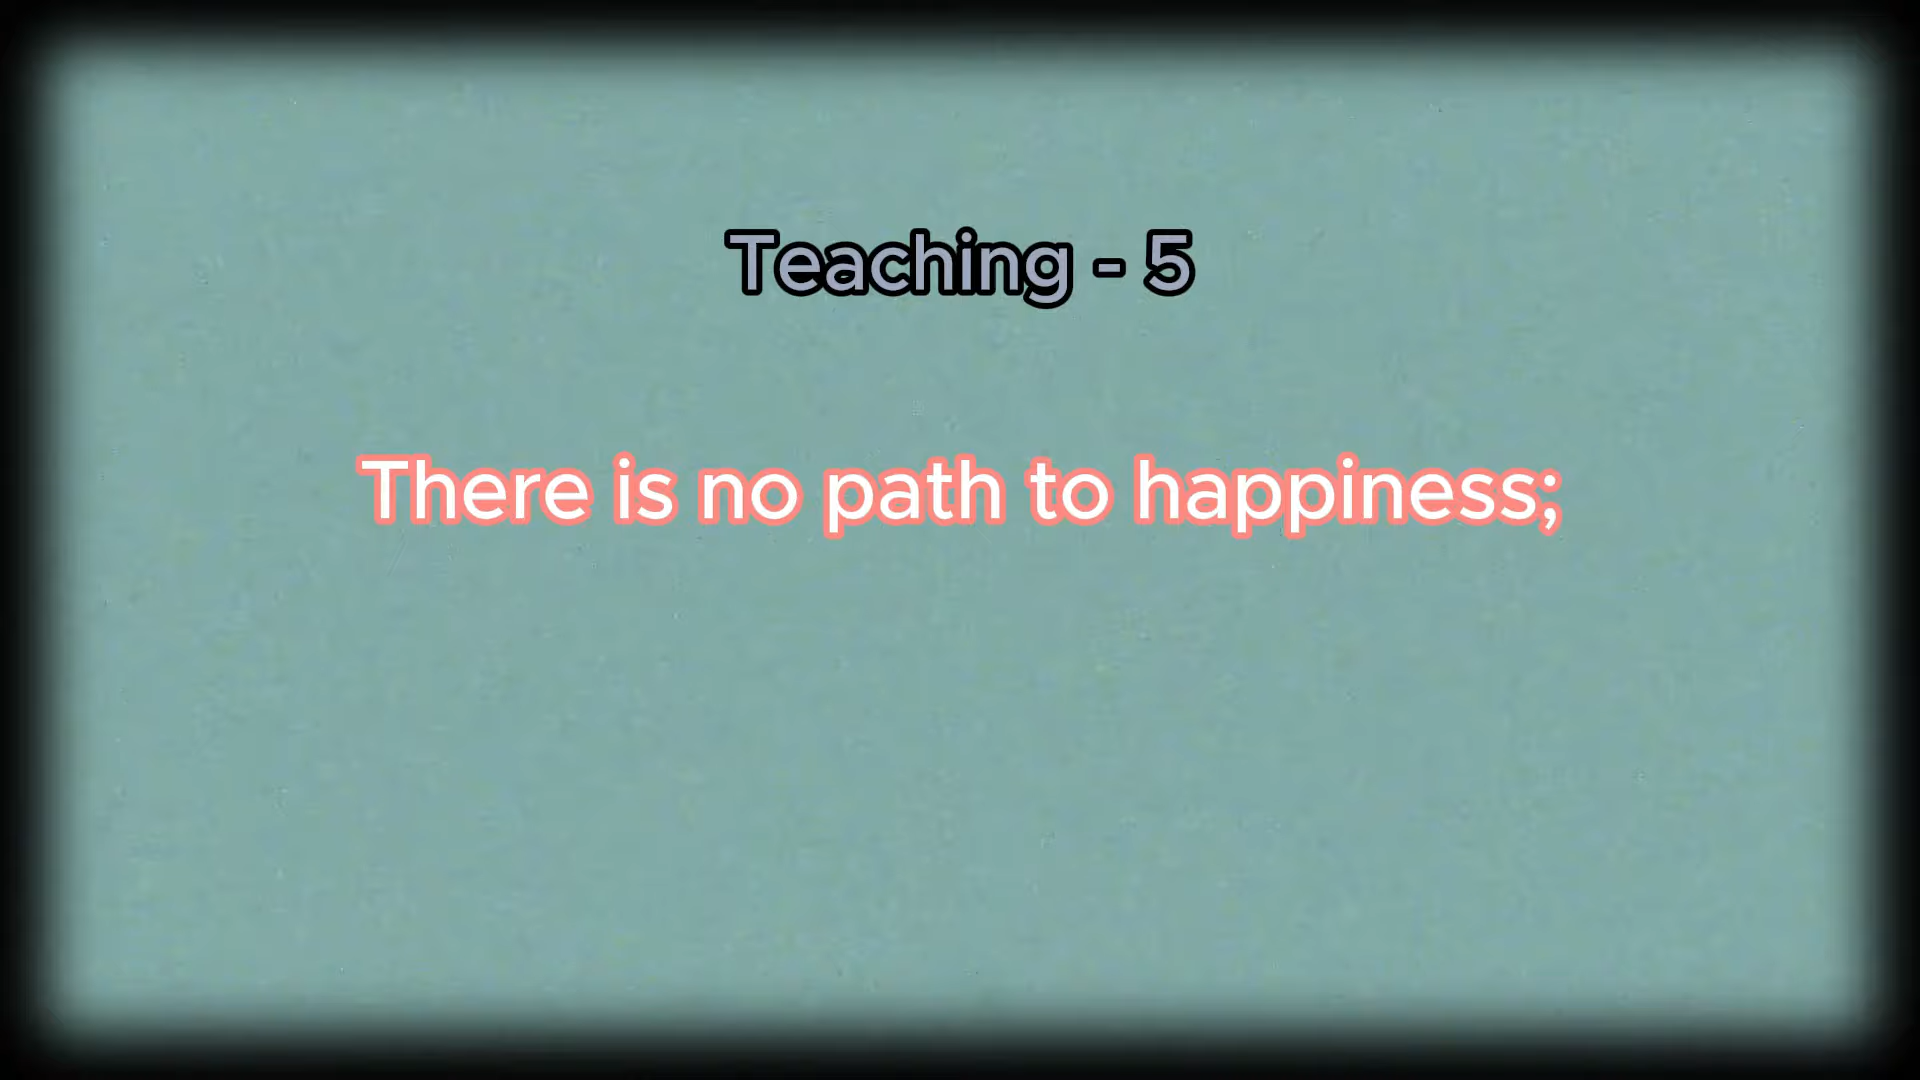 Teaching - 5
There is no path to happiness;